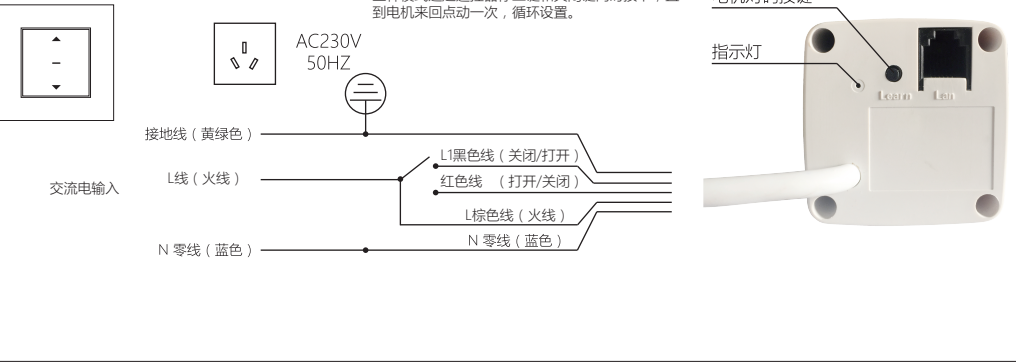 到电机来回点动一次，循环设置。
AC230V
50HZ
指示灯
Learn
Lan
接地线（黄绿色）
L1黑色线（关闭/打开）
交流电输入
L线（火线）
红色线 （打开/关闭）
L棕色线（火线）
N 零线（蓝色）
N 零线（蓝色）